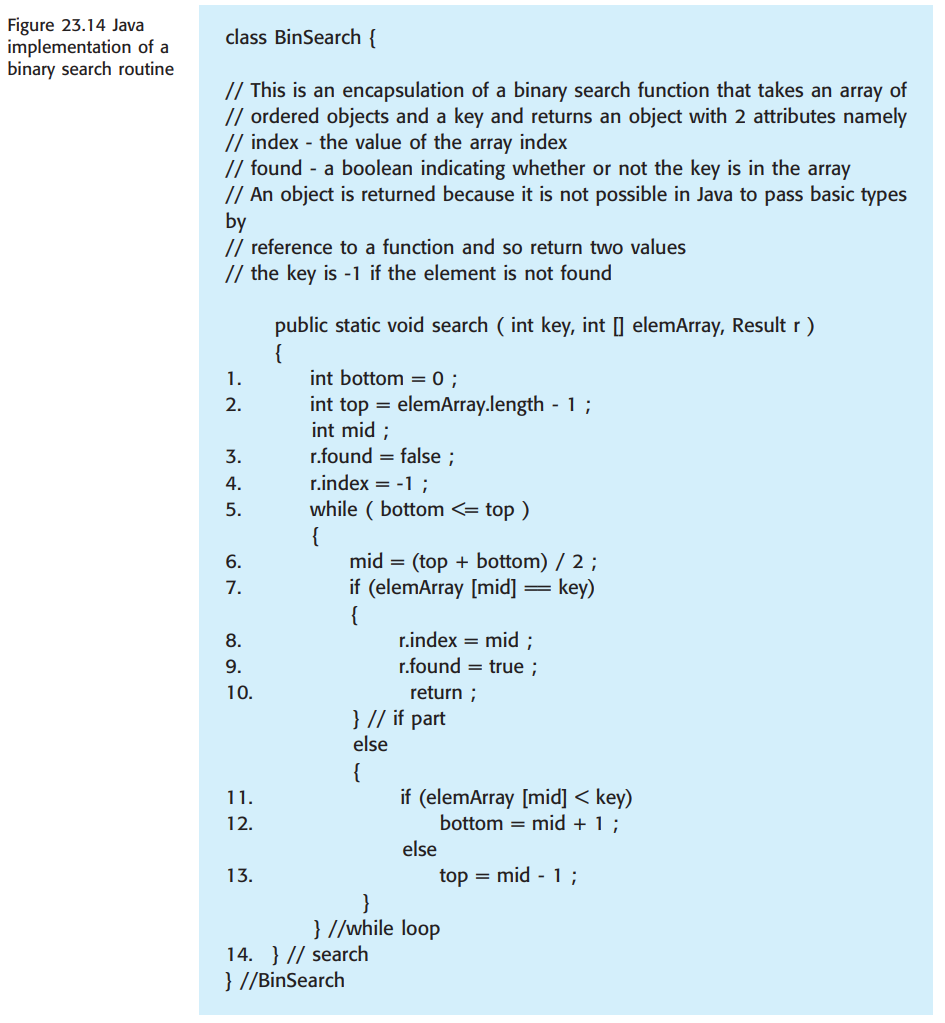 Figure 23.14 Java
implementation of a
binary search routine
class BinSearch {
// This is an encapsulation of a binary search function that takes an array of
// ordered objects and a key and returns an object with 2 attributes namely
// index - the value of the array index
// found - a boolean indicating whether or not the key is in the array
// An object is returned because it is not possible in Java to pass basic types
by
// reference to a function and so return two values
// the key is -1 if the element is not found
public static void search ( int key, int [] elemArray, Result r )
{
1. int bottom = 0 ;
2. int top = elemArray.length - 1 ;
int mid ;
3. r.found = false ;
4. r.index = -1 ;
5. while ( bottom <= top )
{
6. mid = (top + bottom) / 2 ;
7. if (elemArray [mid] == key)
{
8. r.index = mid ;
9. r.found = true ;
10. return ;
} // if part
else
{
11. if (elemArray [mid] < key)
12. bottom = mid + 1 ;
else
13. top = mid - 1 ;
}
} //while loop
14. } // search
} //BinSearch